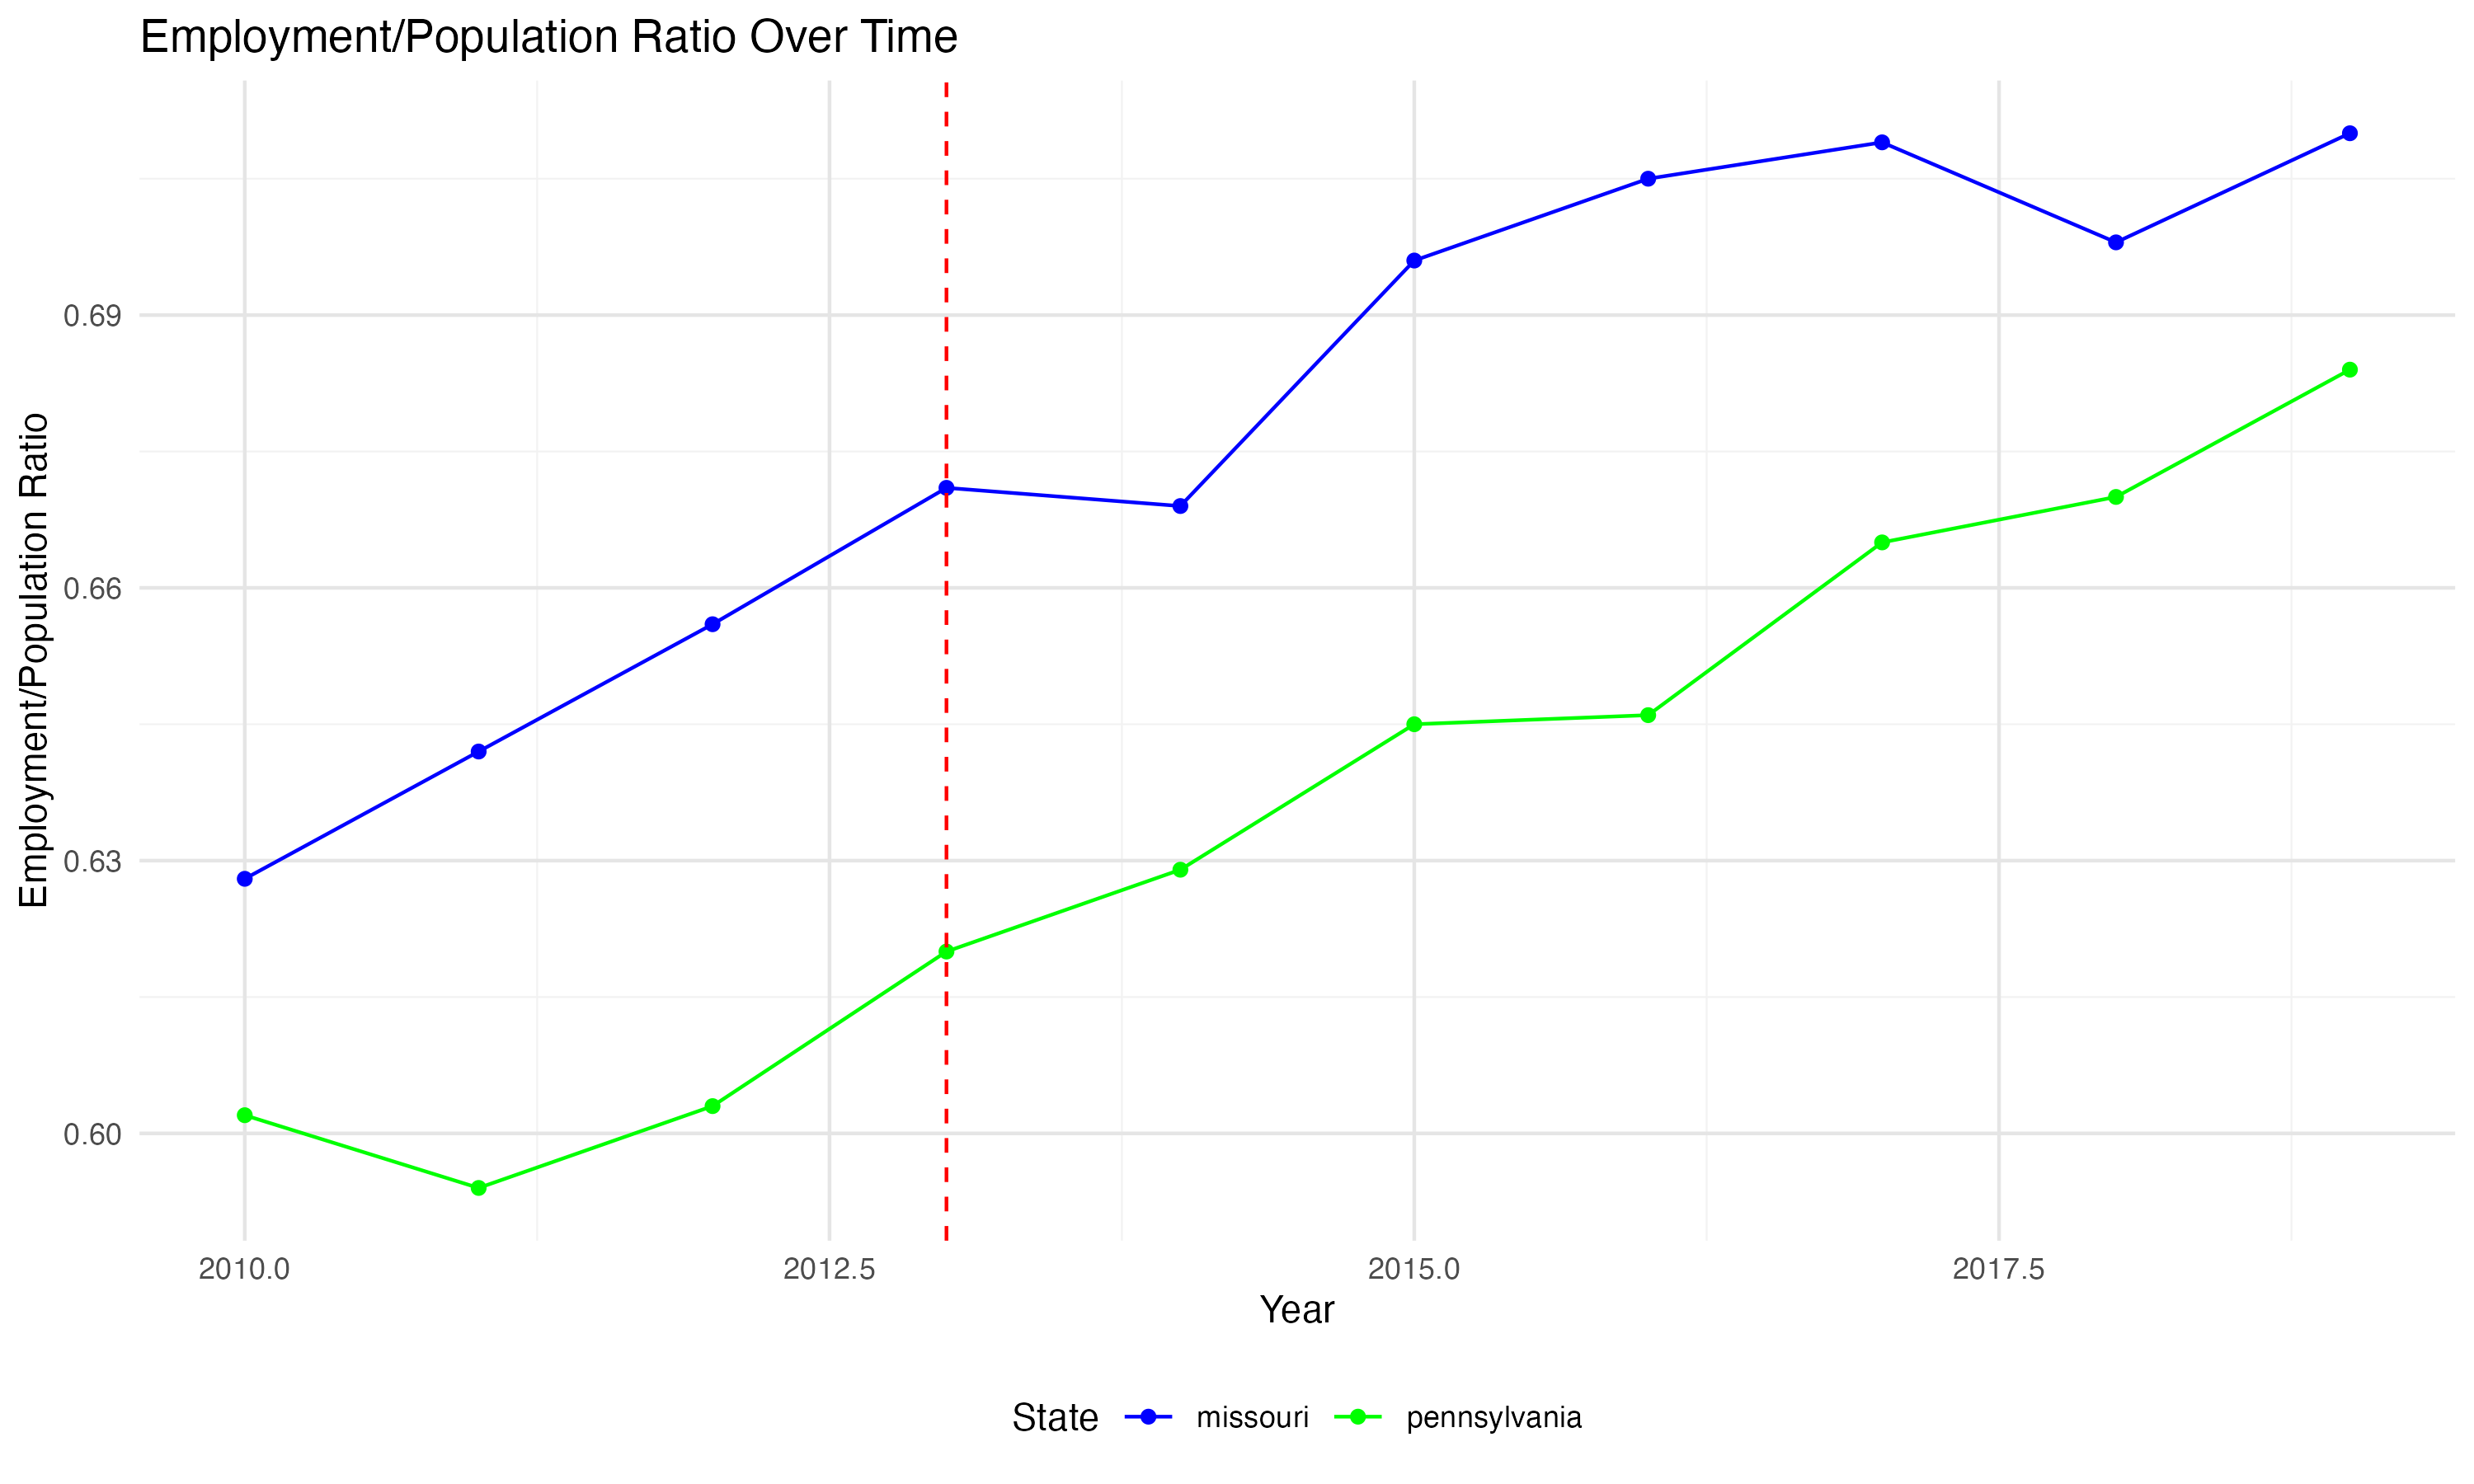 Employment/Population Ratio Over Time
Employment/Population Ratio
0.69
0.66
0.63
0.60
2010.0 2012.5 2015.0 2017.5
Year
State missouri pennsylvania